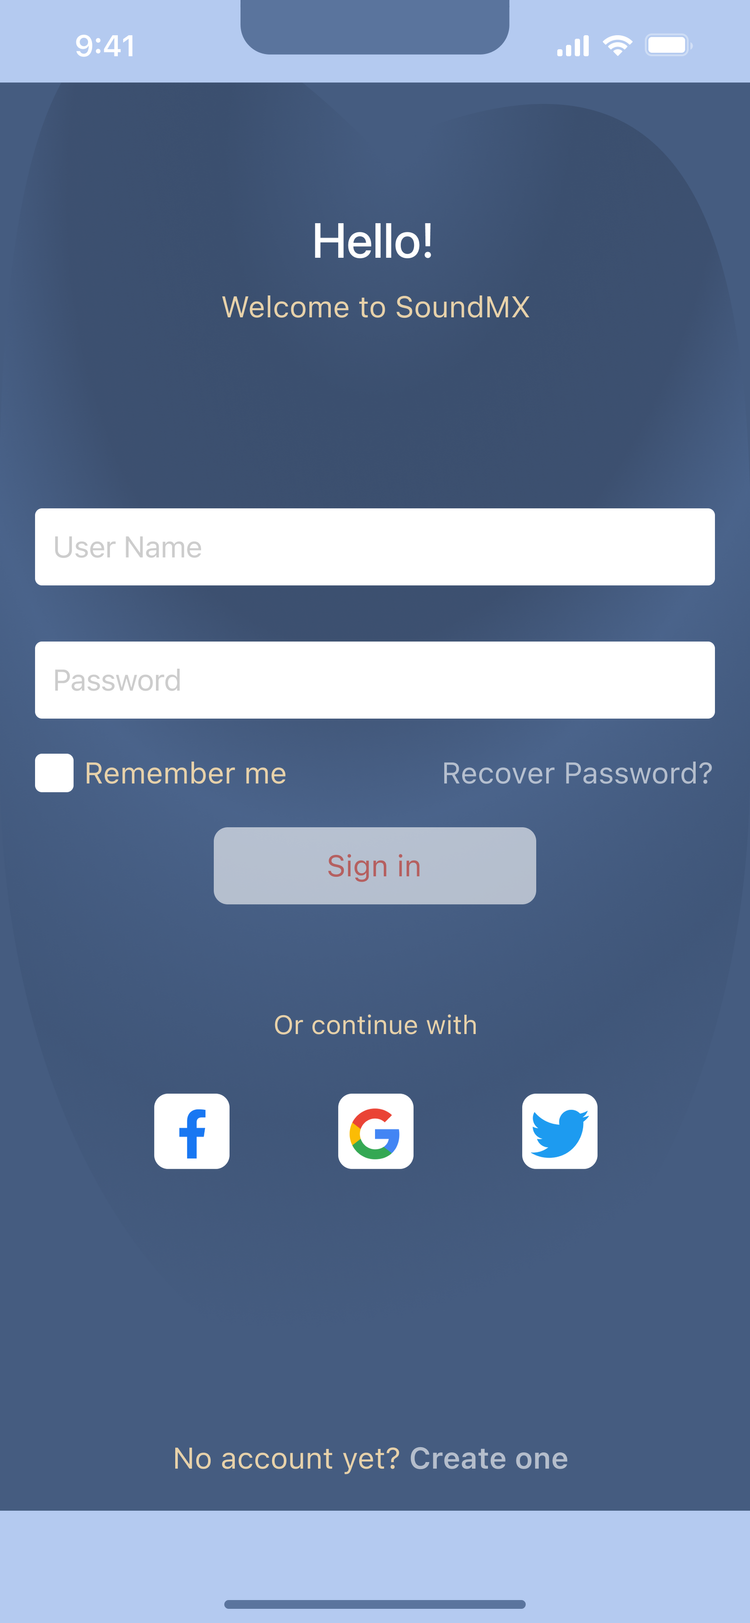 9:41
Hello!
Welcome to SoundMX
User Name
Password
Remember me
Recover Password?
Sign in
Or continue with
No account yet? Create one